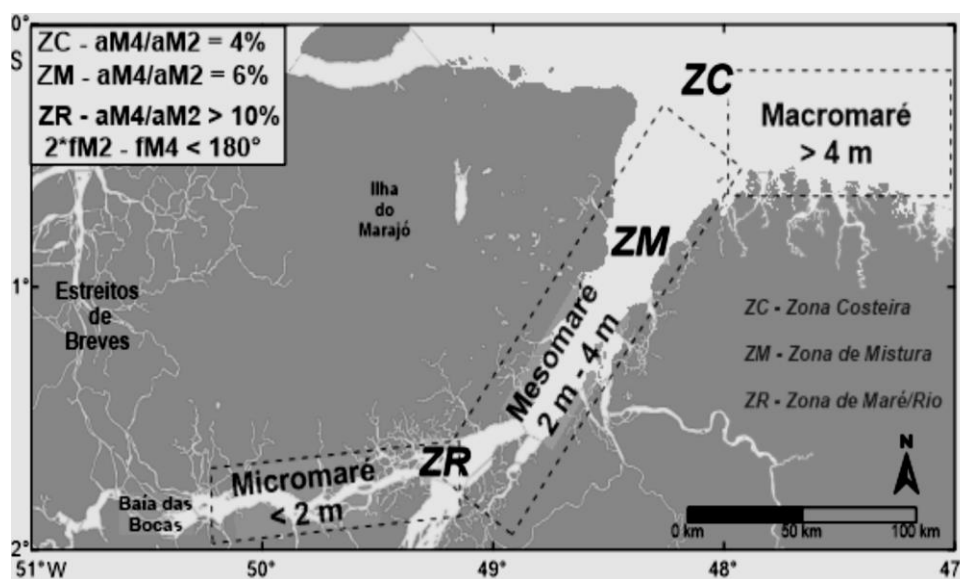 0°
S
ZC - aM4/aM2 = 4%
ZM - aM4/aM2 = 6%
ZR - aM4/aM2 > 10%
2*fM2 - fM4 < 180°
ZC
Macromaré
> 4 m
Ilha
do
Marajó
ZM
1°
Estreitos
de
Breves
Mesomaré
2 m - 4 m
ZC - Zona Costeira
ZM - Zona de Mistura
ZR - Zona de Maré/Rio
N
ZR
Micromaré
< 2 m
Baía das
Bocas
0 km
50 km
100 km
2°
51°W
50°
49°
48°
47